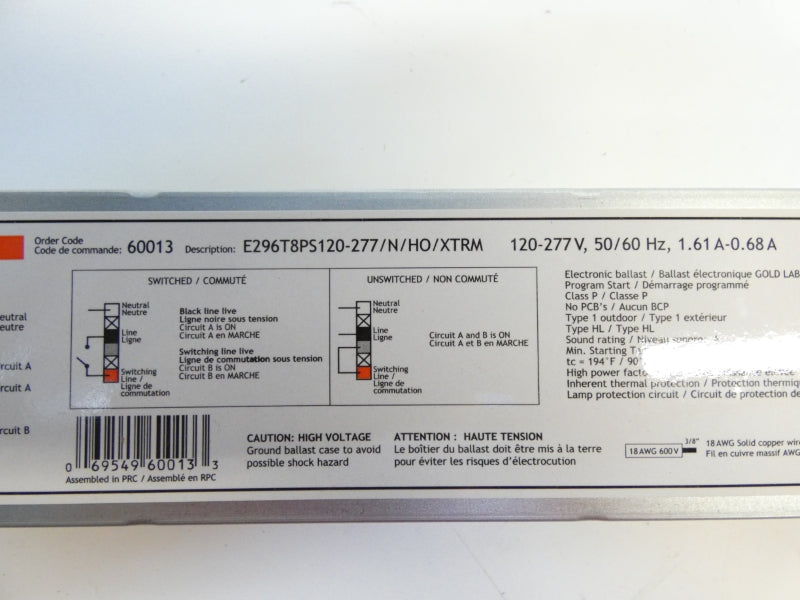 Order Code
Code de commande: 60013 Description: E296T8PS120-277/N/HO/XTRM 120-277V, 50/60 Hz, 1.61A-0.68A
SWITCHED / COMMUTÉ
Neutral
Neutre
Line
Ligne
Switching
Line /
Ligne de
commutation
Black line live
Ligne noire sous tension
Circuit A is ON
Circuit A en MARCHE
Switching line live
Ligne de commutation sous tension
Circuit B is ON
Circuit B en MARCHE
UNSWITCHED / NON COMMUTÉ
Neutral
Neutre
Line
Ligne
Switching
Line /
Ligne de
commutation
Circuit A and B is ON
Circuit A et B en MARCHE
Electronic ballast / Ballast électronique GOLD LAB
Program Start / Démarrage programmé
Class P / Classe P
No PCB's / Aucun BCP
Type 1 outdoor / Type 1 extérieur
Type HL / Type HL
Sound rating / Niveau
Min. Starting
tc = 194°F / 90°
High power
Inherent thermal protection / Protection thermiq
Lamp protection circuit / Circuit de protection de
eutral
eutre
rcuit A
rcuit A
rcuit B
0 69549 60013 3
Assembled in PRC / Assemblé en RPC
CAUTION: HIGH VOLTAGE
Ground ballast case to avoid
possible shock hazard
ATTENTION : HAUTE TENSION
Le boîtier du ballast doit être mis à la terre
pour éviter les risques d'électrocution
18 AWG 600 V
3/8"
18 AWG Solid copper wire
Fil en cuivre massif AWG